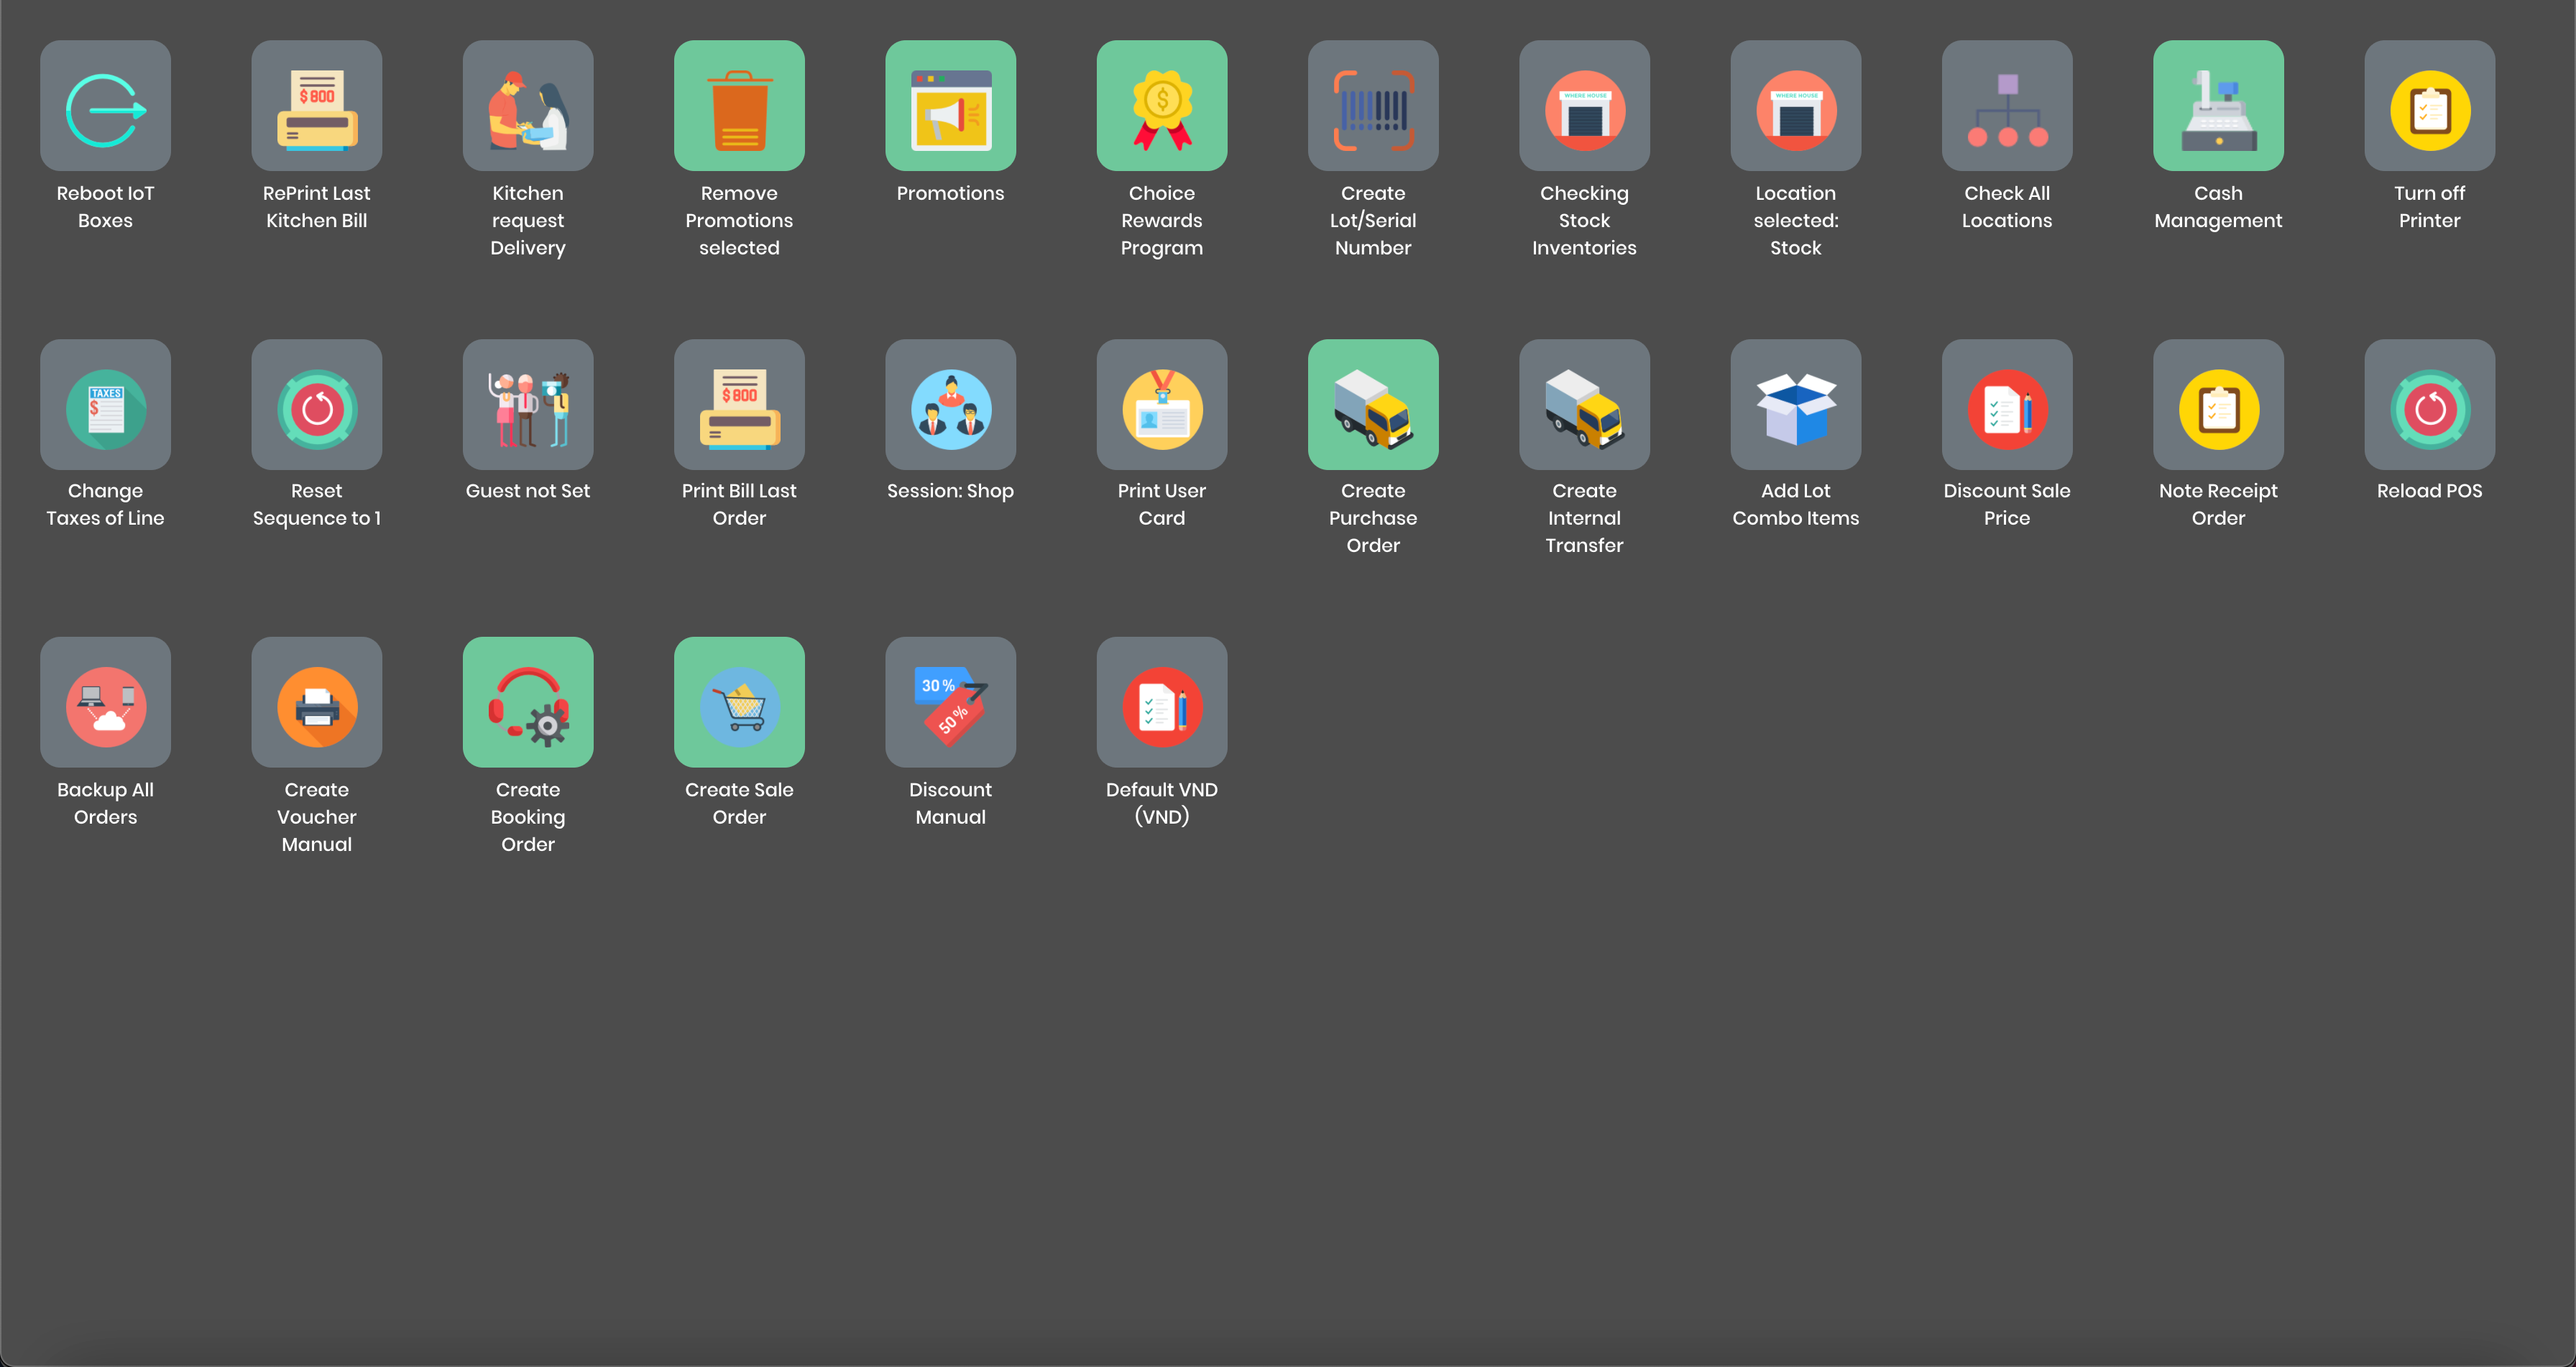 $ 800
WHERE HOUSE
WHERE HOUSE
Reboot IoT
Boxes
RePrint Last
Kitchen Bill
Kitchen
request
Delivery
Remove
Promotions
selected
Promotions
Choice
Rewards
Program
Create
Lot/Serial
Number
Checking
Stock
Inventories
Location
selected:
Stock
Check All
Locations
Cash
Management
Turn off
Printer
TAXES
$
$ 800
Change
Taxes of Line
Reset
Sequence to 1
Guest not Set
Print Bill Last
Order
Session: Shop
Print User
Card
Create
Purchase
Order
Create
Internal
Transfer
Add Lot
Combo Items
Discount Sale
Price
Note Receipt
Order
Reload POS
30 %
50 %
Backup All
Orders
Create
Voucher
Manual
Create
Booking
Order
Create Sale
Order
Discount
Manual
Default VND
(VND)